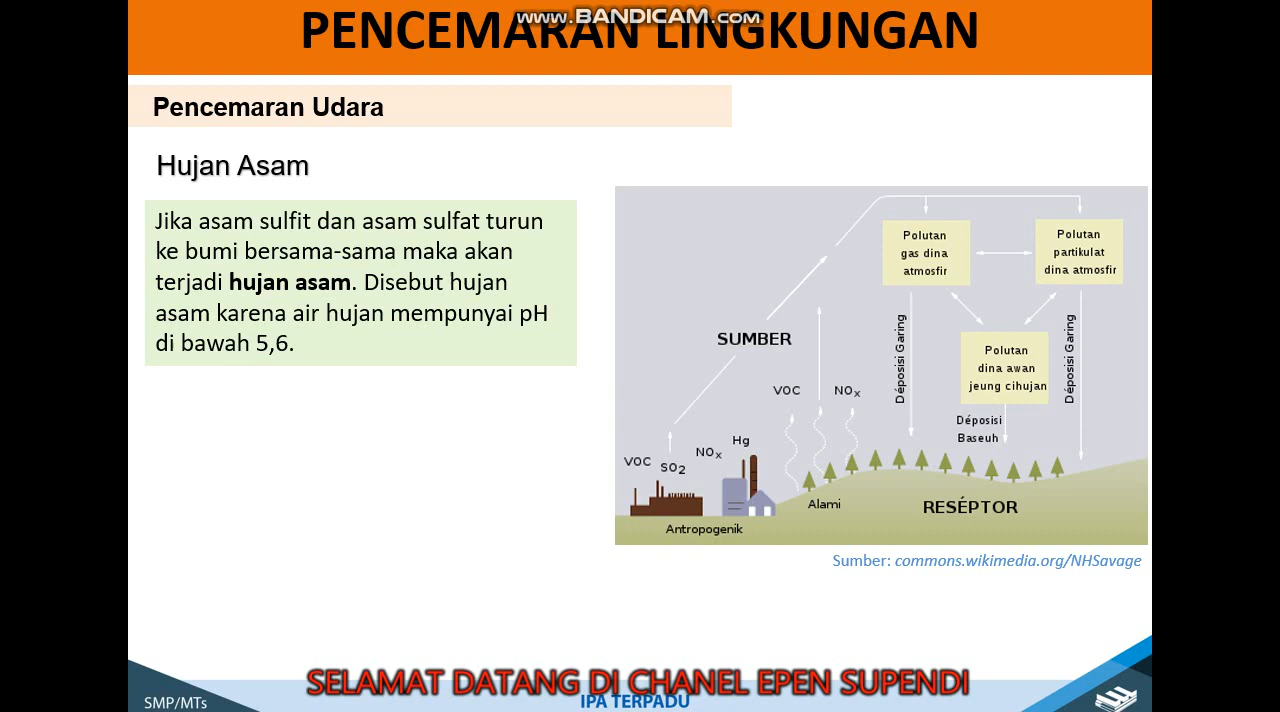 www.BANDICAM.com
PENCEMARAN LINGKUNGAN
Pencemaran Udara
Hujan Asam
Jika asam sulfit dan asam sulfat turun
ke bumi bersama-sama maka akan
terjadi hujan asam. Disebut hujan
asam karena air hujan mempunyai pH
di bawah 5,6.
Polutan
gas dina
atmosfir
Polutan
partikulat
dina atmosfir
SUMBER
Déposisi Garing
Déposisi Garing
Polutan
dina awan
jeung cihujan
VOC
NOx
Déposisi
Baseuh
Hg
NOx
VOC
SO2
Alami
RESÉPTOR
Antropogenik
Sumber: commons.wikimedia.org/NHSavage
SELAMAT DATANG DI CHANEL EPEN SUPENDI
SMP/MTs
IPA TERPADU